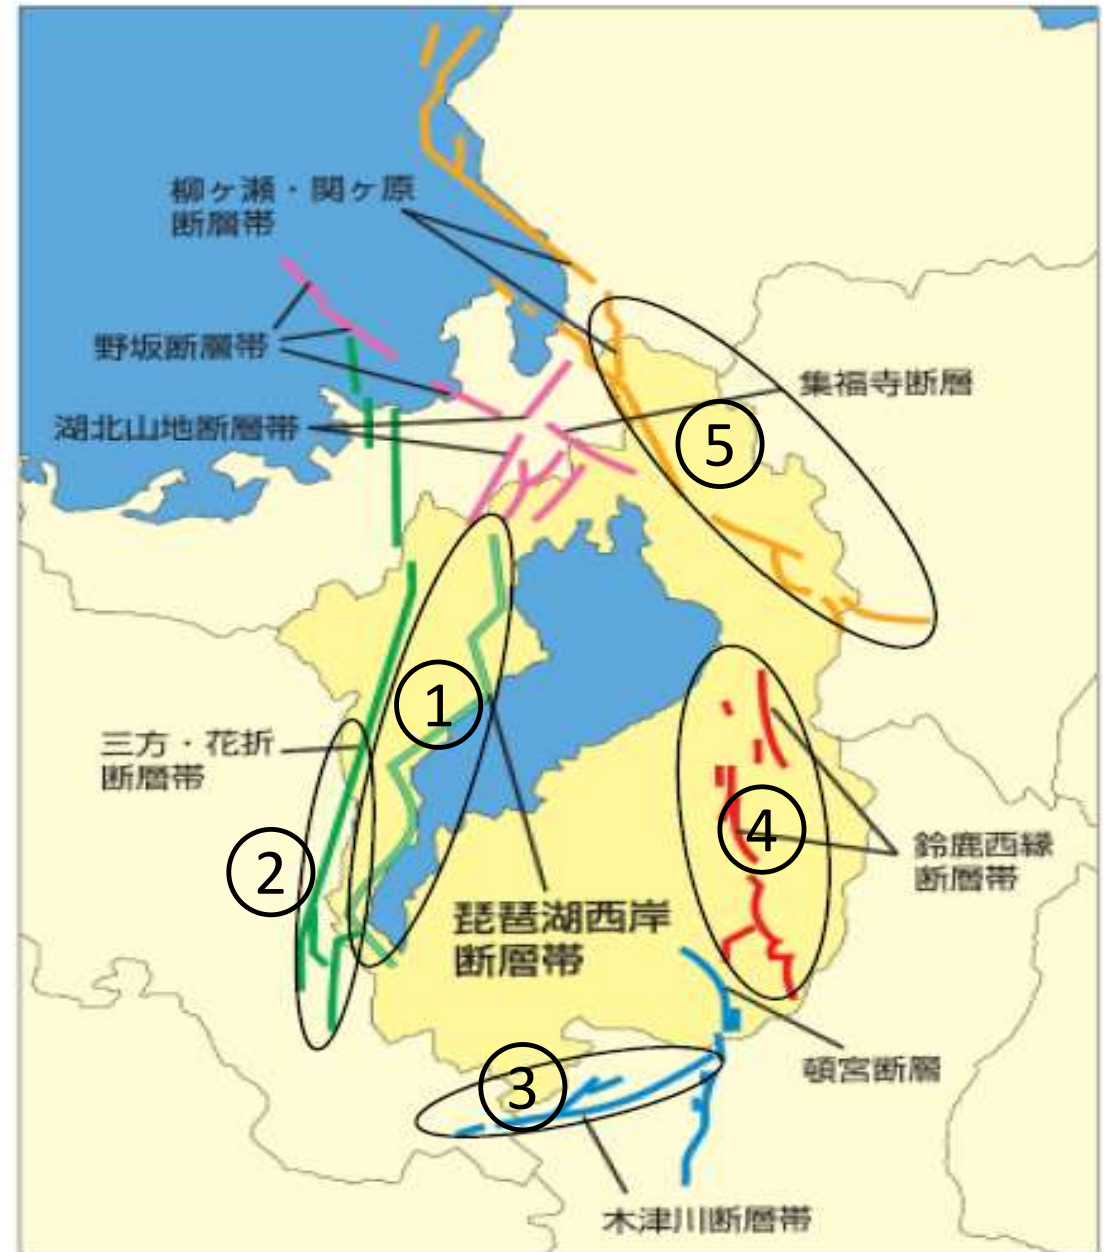 柳ヶ瀬・関ヶ原
断層帯
野坂断層帯
集福寺断層
湖北山地断層帯
⑤
①
三方・花折
断層帯
④
②
鈴鹿西縁
断層帯
琵琶湖西岸
断層帯
頓宮断層
③
木津川断層帯